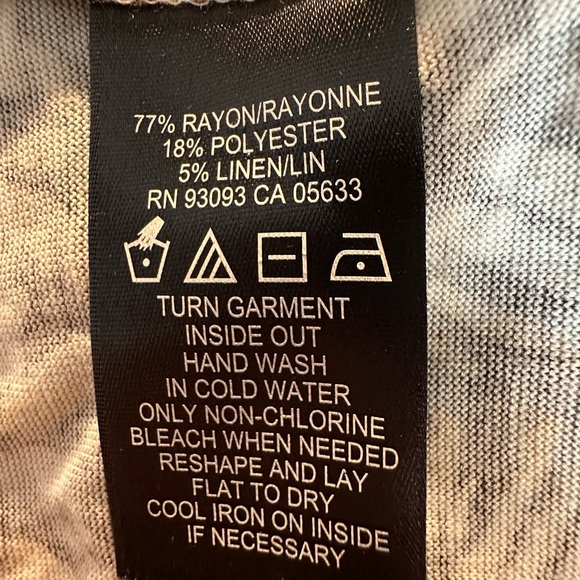 77% RAYON/RAYONNE
18% POLYESTER
5% LINEN/LIN
RN 93093 CA 05633
TURN GARMENT
INSIDE OUT
HAND WASH
IN COLD WATER
ONLY NON-CHLORINE
BLEACH WHEN NEEDED
RESHAPE AND LAY
FLAT TO DRY
COOL IRON ON INSIDE
IF NECESSARY